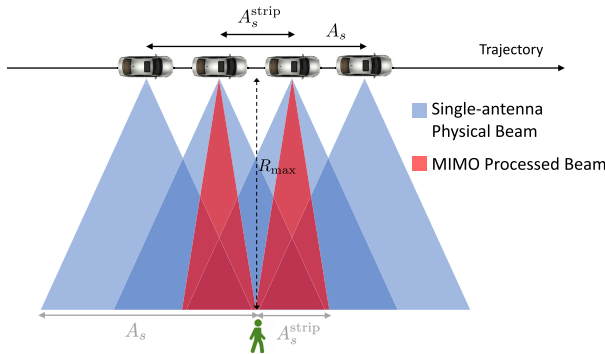 A_s^strip
A_s
Trajectory
Single-antenna
Physical Beam
R_max
MIMO Processed Beam
A_s
A_s^strip